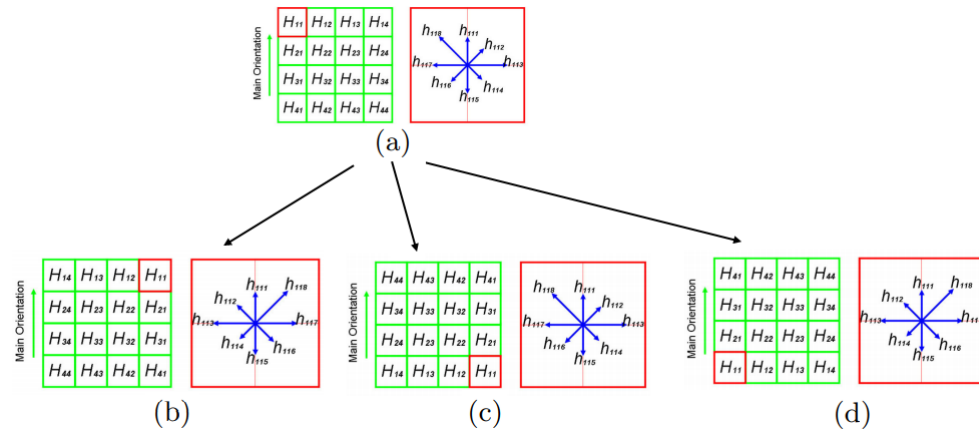 Main Orientation
H11 H12 H13 H14
H21 H22 H23 H24
H31 H32 H33 H34
H41 H42 H43 H44
h118 h111 h112
h117 h113
h116 h115 h114
(a)
Main Orientation
H14 H13 H12 H11
H24 H23 H22 H21
H34 H33 H32 H31
H44 H43 H42 H41
h112 h111 h118
h113 h117
h114 h115 h116
(b)
Main Orientation
H44 H43 H42 H41
H34 H33 H32 H31
H24 H23 H22 H21
H14 H13 H12 H11
h118 h111 h112
h117 h113
h116 h115 h114
(c)
Main Orientation
H41 H42 H43 H44
H31 H32 H33 H34
H21 H22 H23 H24
H11 H12 H13 H14
h112 h111 h118
h113
h114 h115 h116
(d)